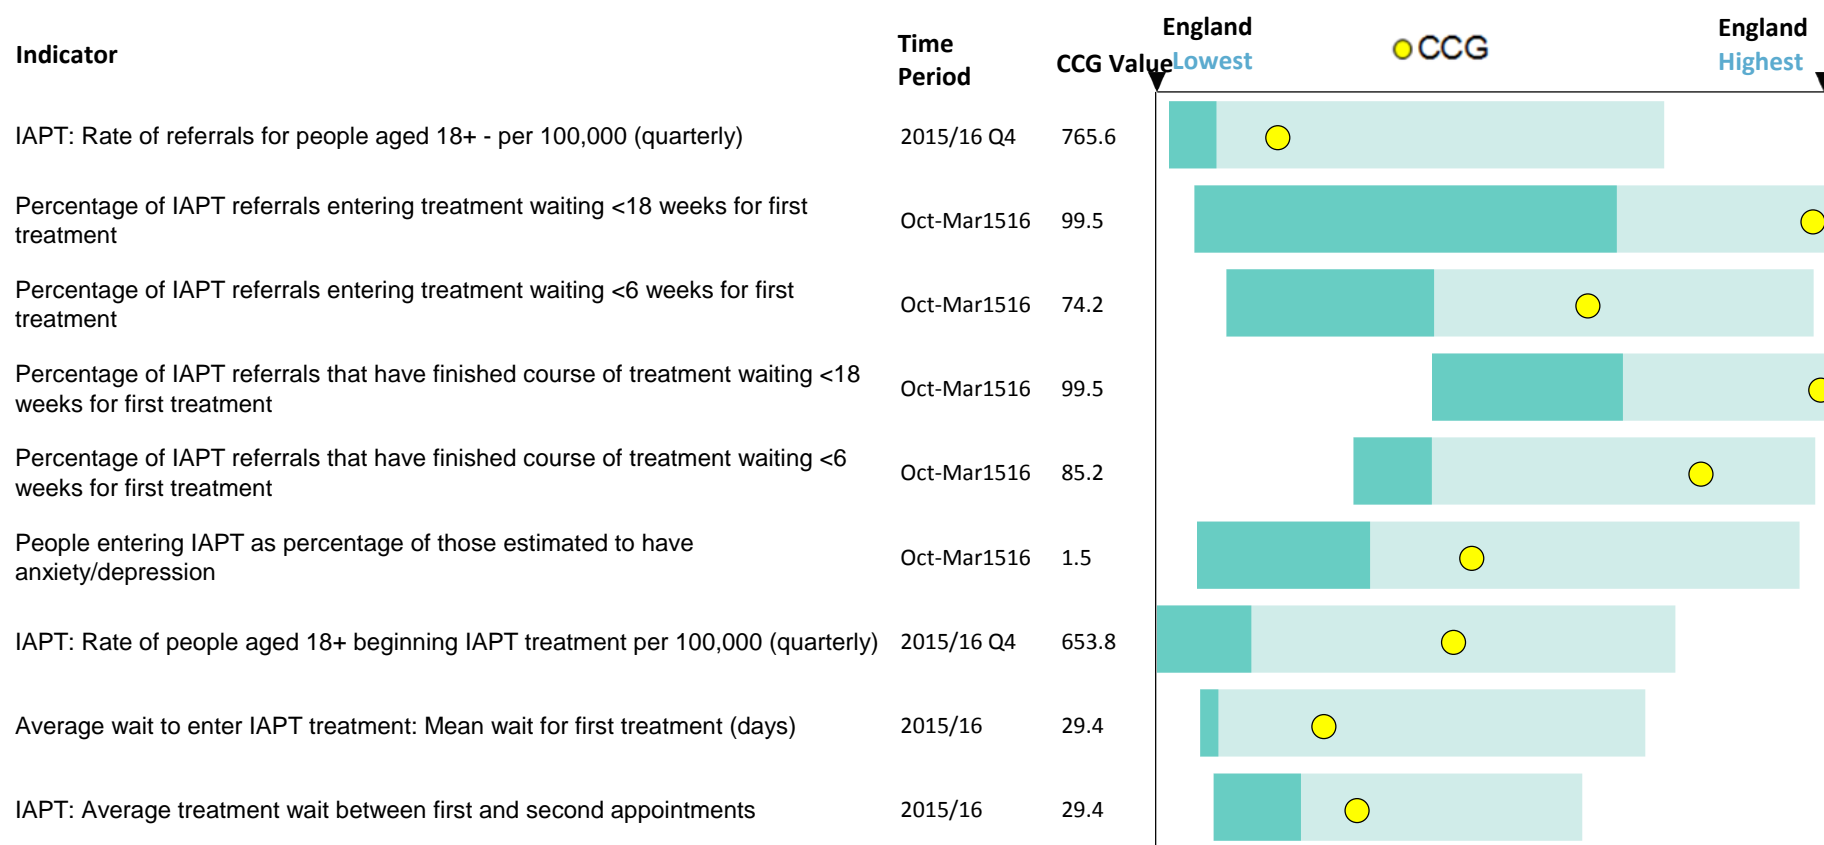 Indicator
Time
Period
CCG Value
England
Lowest
CCG
England
Highest
IAPT: Rate of referrals for people aged 18+ - per 100,000 (quarterly) 2015/16 Q4 765.6
Percentage of IAPT referrals entering treatment waiting <18 weeks for first
treatment
Oct-Mar1516 99.5
Percentage of IAPT referrals entering treatment waiting <6 weeks for first
treatment
Oct-Mar1516 74.2
Percentage of IAPT referrals that have finished course of treatment waiting <18
weeks for first treatment
Oct-Mar1516 99.5
Percentage of IAPT referrals that have finished course of treatment waiting <6
weeks for first treatment
Oct-Mar1516 85.2
People entering IAPT as percentage of those estimated to have
anxiety/depression
Oct-Mar1516 1.5
IAPT: Rate of people aged 18+ beginning IAPT treatment per 100,000 (quarterly) 2015/16 Q4 653.8
Average wait to enter IAPT treatment: Mean wait for first treatment (days) 2015/16 29.4
IAPT: Average treatment wait between first and second appointments 2015/16 29.4